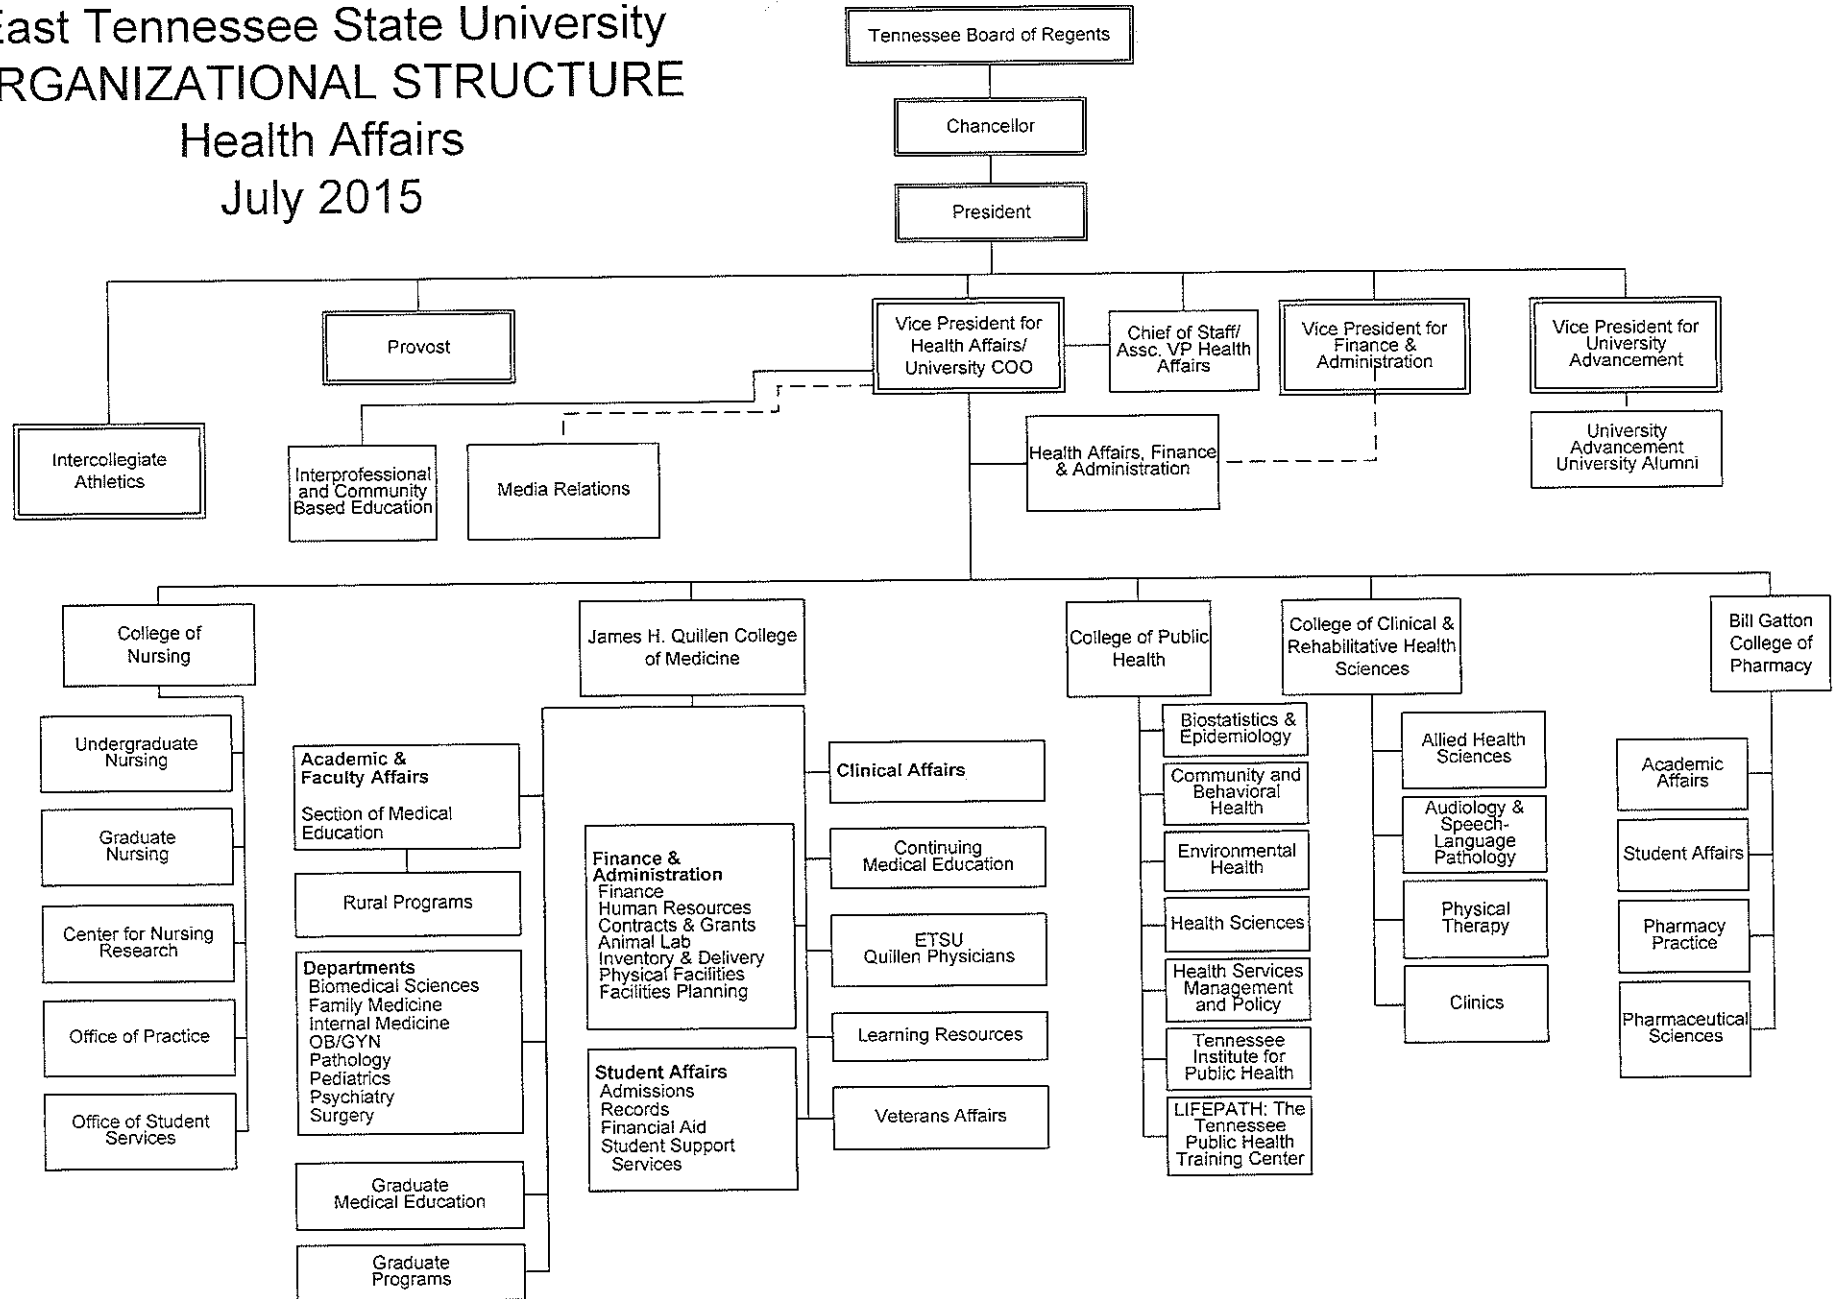 East Tennessee State University
ORGANIZATIONAL STRUCTURE
Health Affairs
July 2015
Tennessee Board of Regents
Chancellor
President
Provost
Vice President for
Health Affairs/
University COO
Chief of Staff/
Assc. VP Health
Affairs
Vice President for
Finance &
Administration
Vice President for
University
Advancement
Intercollegiate
Athletics
Interprofessional
and Community
Based Education
Media Relations
Health Affairs, Finance
& Administration
University
Advancement
University Alumni
College of
Nursing
James H. Quillen College
of Medicine
College of Public
Health
College of Clinical &
Rehabilitative Health
Sciences
Bill Gatton
College of
Pharmacy
Undergraduate
Nursing
Graduate
Nursing
Center for Nursing
Research
Office of Practice
Office of Student
Services
Academic &
Faculty Affairs
Section of Medical
Education
Rural Programs
Departments
Biomedical Sciences
Family Medicine
Internal Medicine
OB/GYN
Pathology
Pediatrics
Psychiatry
Surgery
Graduate
Medical Education
Graduate
Programs
Finance &
Administration
Finance
Human Resources
Contracts & Grants
Animal Lab
Inventory & Delivery
Physical Facilities
Facilities Planning
Student Affairs
Admissions
Records
Financial Aid
Student Support
Services
Clinical Affairs
Continuing
Medical Education
ETSU
Quillen Physicians
Learning Resources
Veterans Affairs
Biostatistics &
Epidemiology
Community and
Behavioral
Health
Environmental
Health
Health Sciences
Health Services
Management
and Policy
Tennessee
Institute for
Public Health
LIFEPATH: The
Tennessee
Public Health
Training Center
Allied Health
Sciences
Audiology &
Speech-
Language
Pathology
Physical
Therapy
Clinics
Academic
Affairs
Student Affairs
Pharmacy
Practice
Pharmaceutical
Sciences